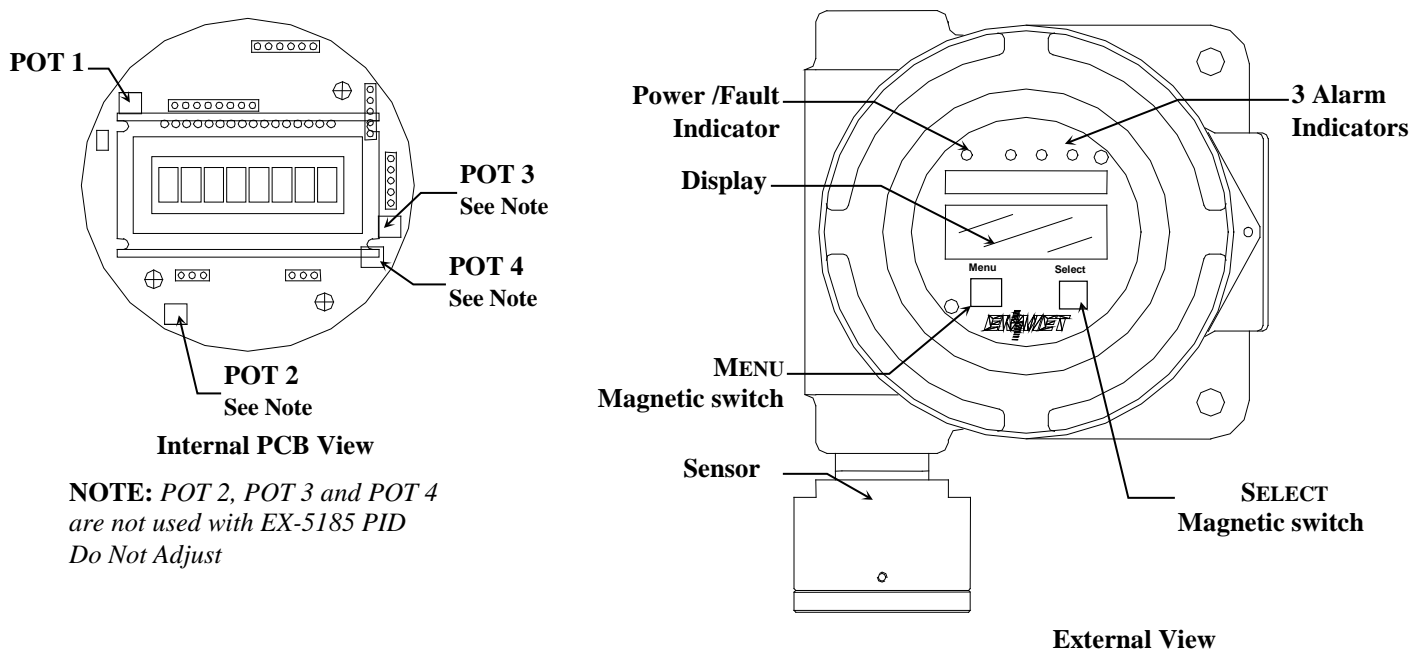 POT 1
POT 3
See Note
POT 4
See Note
POT 2
See Note
Internal PCB View
NOTE: POT 2, POT 3 and POT 4
are not used with EX-5185 PID
Do Not Adjust
Power /Fault
Indicator
3 Alarm
Indicators
Display
Menu
Select
MENU
Magnetic switch
Sensor
SELECT
Magnetic switch
External View